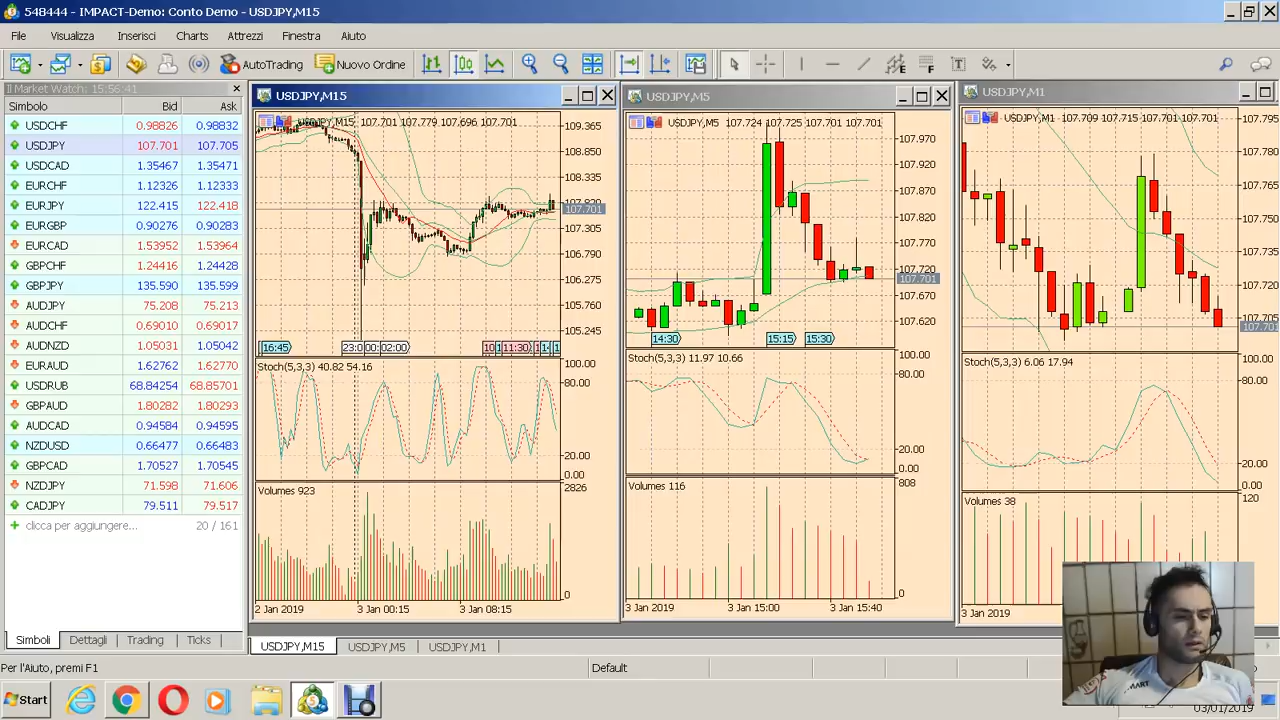 548444 - IMPACT-Demo: Conto Demo - USDJPY,M15
File Visualizza Inserisci Charts Attrezzi Finestra Aiuto
AutoTrading Nuovo Ordine
Market Watch: 15:56:41
Simbolo Bid Ask
USDCHF 0.98826 0.98832
USDJPY 107.701 107.705
USDCAD 1.35467 1.35471
EURCHF 1.12326 1.12333
EURJPY 122.415 122.418
EURGBP 0.90276 0.90283
EURCAD 1.53952 1.53964
GBPCHF 1.24416 1.24428
GBPJPY 135.590 135.599
AUDJPY 75.208 75.213
AUDCHF 0.69010 0.69017
AUDNZD 1.05031 1.05042
EURAUD 1.62762 1.62770
USDRUB 68.84254 68.85701
GBPAUD 1.80282 1.80293
AUDCAD 0.94584 0.94595
NZDUSD 0.66477 0.66483
GBPCAD 1.70527 1.70545
NZDJPY 71.598 71.606
CADJPY 79.511 79.517
clicca per aggiungere... 20 / 161
Simboli Dettagli Trading Ticks
USDJPY,M15
USDJPY,M15 107.701 107.779 107.696 107.701
109.365
108.850
108.335
107.820
107.701
107.305
106.790
106.275
105.760
105.245
16:45 23:0 00: 02:00 10 11:30
Stoch(5,3,3) 40.82 54.16
100.00
80.00
20.00
0.00
Volumes 923
2826
0
2 Jan 2019 3 Jan 00:15 3 Jan 08:15
USDJPY,M5
USDJPY,M5 107.724 107.725 107.701 107.701
107.970
107.920
107.870
107.820
107.770
107.720
107.701
107.670
107.620
14:30 15:15 15:30
Stoch(5,3,3) 11.97 10.66
100.00
80.00
20.00
0.00
Volumes 116
808
0
3 Jan 2019 3 Jan 15:00 3 Jan 15:40
USDJPY,M1
USDJPY,M1 107.709 107.715 107.701 107.701
107.795
107.780
107.765
107.750
107.735
107.720
107.705
107.701
Stoch(5,3,3) 6.06 17.94
100.00
80.00
20.00
0.00
Volumes 38
120
3 Jan 2019
USDJPY,M15 USDJPY,M5 USDJPY,M1
Per l'Aiuto, premi F1 Default
Start
03/01/2019